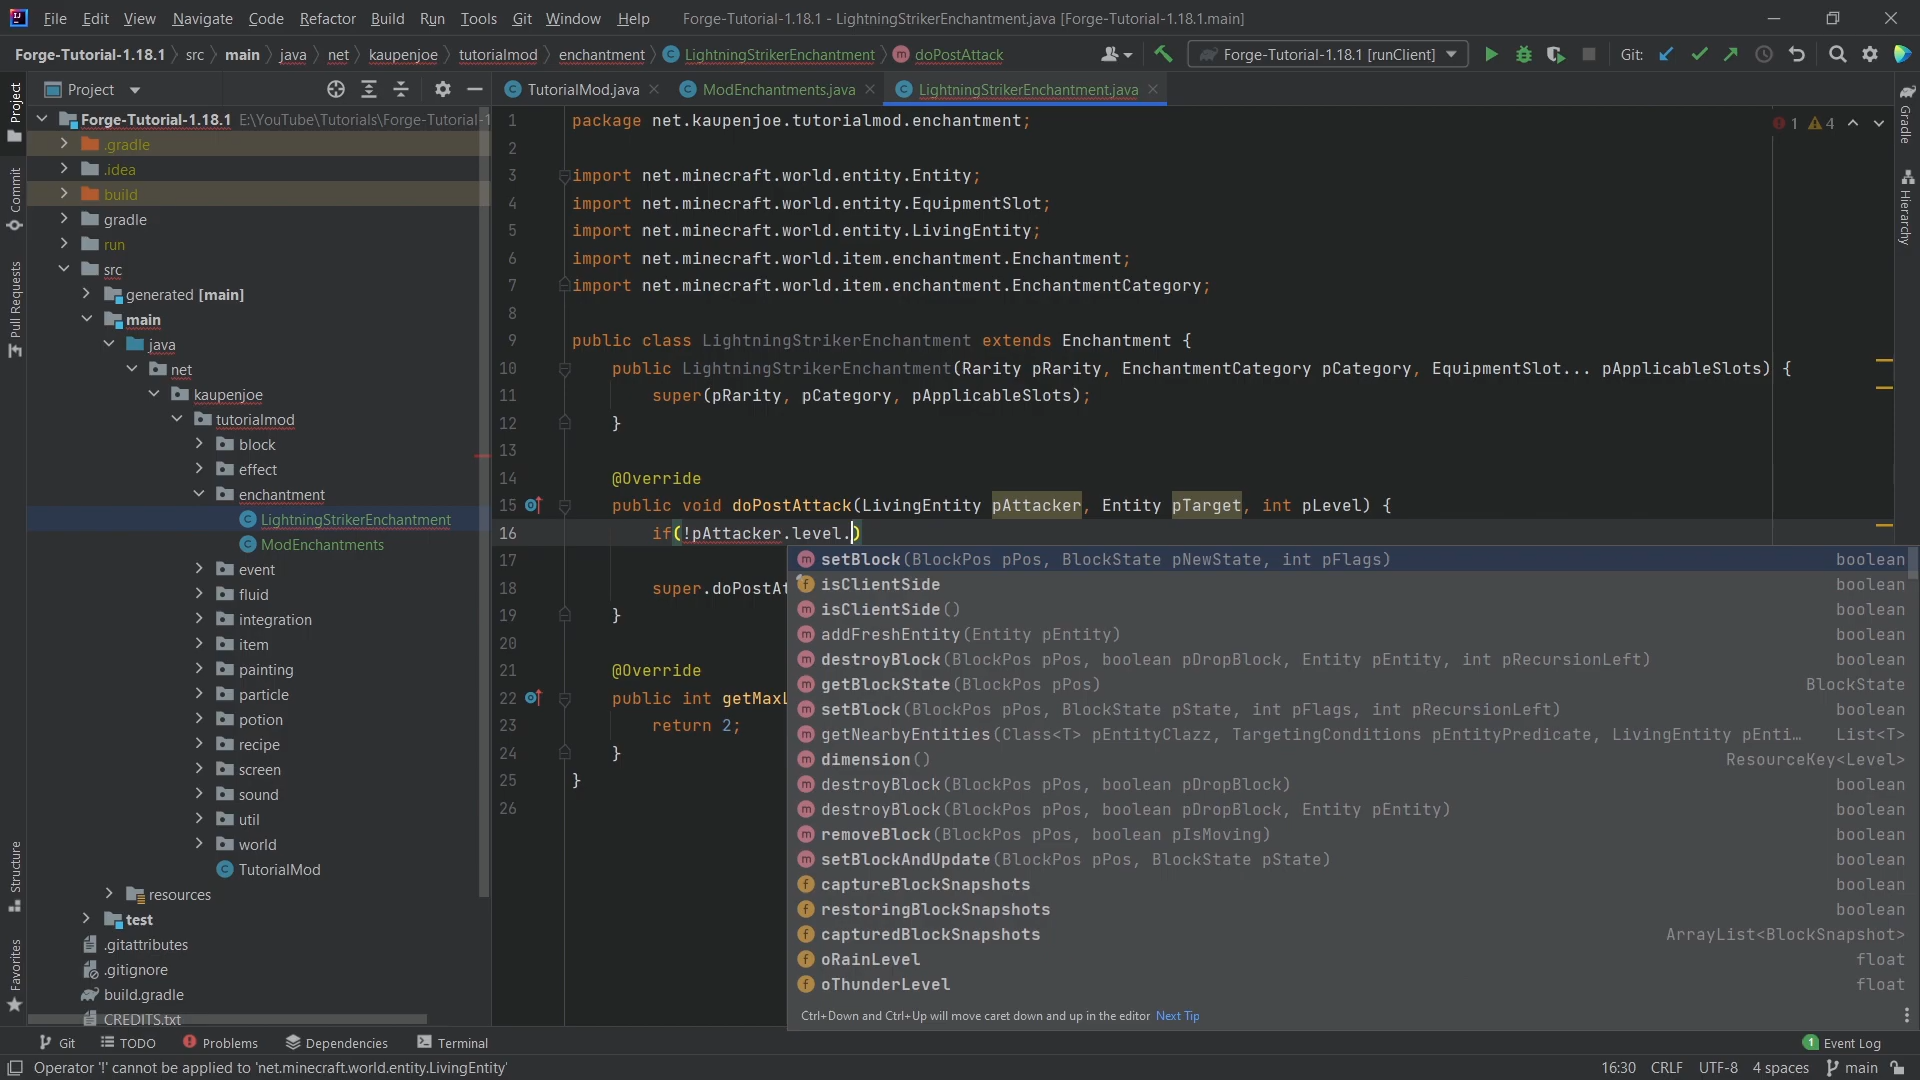 File Edit View Navigate Code Refactor Build Run Tools Git Window Help Forge-Tutorial-1.18.1 - LightningStrikerEnchantment.java [Forge-Tutorial-1.18.1.main]
Forge-Tutorial-1.18.1 src main java net kaupenjoe tutorialmod enchantment LightningStrikerEnchantment doPostAttack Forge-Tutorial-1.18.1 [runClient] Git:
Project TutorialMod.java ModEnchantments.java LightningStrikerEnchantment.java
Project
Commit
Pull Requests
Structure
Favorites
Forge-Tutorial-1.18.1 E:\YouTube\Tutorials\Forge-Tutorial-1
.gradle
.idea
build
gradle
run
src
generated [main]
main
java
net
kaupenjoe
tutorialmod
block
effect
enchantment
LightningStrikerEnchantment
ModEnchantments
event
fluid
integration
item
painting
particle
potion
recipe
screen
sound
util
world
TutorialMod
resources
test
.gitattributes
.gitignore
build.gradle
CREDITS.txt
1 package net.kaupenjoe.tutorialmod.enchantment;
2
3 import net.minecraft.world.entity.Entity;
4 import net.minecraft.world.entity.EquipmentSlot;
5 import net.minecraft.world.entity.LivingEntity;
6 import net.minecraft.world.item.enchantment.Enchantment;
7 import net.minecraft.world.item.enchantment.EnchantmentCategory;
8
9 public class LightningStrikerEnchantment extends Enchantment {
10 public LightningStrikerEnchantment(Rarity pRarity, EnchantmentCategory pCategory, EquipmentSlot... pApplicableSlots) {
11 super(pRarity, pCategory, pApplicableSlots);
12 }
13
14 @Override
15 public void doPostAttack(LivingEntity pAttacker, Entity pTarget, int pLevel) {
16 if(!pAttacker.level.)
17
18 super.doPostAt
19 }
20
21 @Override
22 public int getMaxL
23 return 2;
24 }
25 }
26
1 4
setBlock(BlockPos pPos, BlockState pNewState, int pFlags) boolean
isClientSide boolean
isClientSide() boolean
addFreshEntity(Entity pEntity) boolean
destroyBlock(BlockPos pPos, boolean pDropBlock, Entity pEntity, int pRecursionLeft) boolean
getBlockState(BlockPos pPos) BlockState
setBlock(BlockPos pPos, BlockState pState, int pFlags, int pRecursionLeft) boolean
getNearbyEntities(Class<T> pEntityClazz, TargetingConditions pEntityPredicate, LivingEntity pEnti… List<T>
dimension() ResourceKey<Level>
destroyBlock(BlockPos pPos, boolean pDropBlock) boolean
destroyBlock(BlockPos pPos, boolean pDropBlock, Entity pEntity) boolean
removeBlock(BlockPos pPos, boolean pIsMoving) boolean
setBlockAndUpdate(BlockPos pPos, BlockState pState) boolean
captureBlockSnapshots boolean
restoringBlockSnapshots boolean
capturedBlockSnapshots ArrayList<BlockSnapshot>
oRainLevel float
oThunderLevel float
Ctrl+Down and Ctrl+Up will move caret down and up in the editor Next Tip
Gradle
Hierarchy
Git TODO Problems Dependencies Terminal 1 Event Log
Operator '!' cannot be applied to 'net.minecraft.world.entity.LivingEntity' 16:30 CRLF UTF-8 4 spaces main